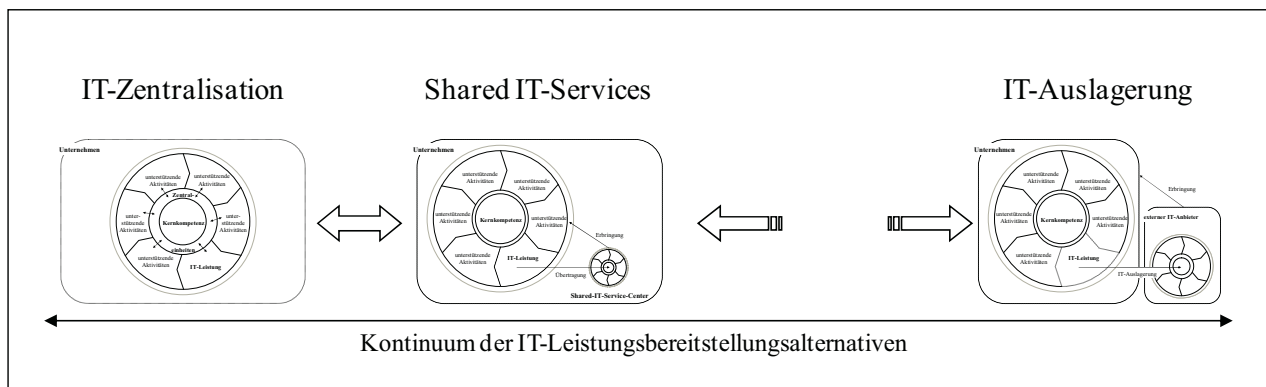 IT-Zentralisation
Unternehmen
unterstützende
Aktivitäten
unterstützende
Aktivitäten
Zentral-
unter-
stützende
Aktivitäten
Kernkompetenz
unter-
stützende
Aktivitäten
einheiten
unterstützende
Aktivitäten
IT-Leistung
Shared IT-Services
Unternehmen
unterstützende
Aktivitäten
unterstützende
Aktivitäten
unterstützende
Aktivitäten
Kernkompetenz
unterstützende
Aktivitäten
unterstützende
Aktivitäten
IT-Leistung
Erbringung
Übertragung
Shared-IT-Service-Center
IT-Auslagerung
Unternehmen
unterstützende
Aktivitäten
unterstützende
Aktivitäten
unterstützende
Aktivitäten
Kernkompetenz
unterstützende
Aktivitäten
unterstützende
Aktivitäten
IT-Leistung
Erbringung
externer IT-Anbieter
IT-Auslagerung
Kontinuum der IT-Leistungsbereitstellungsalternativen